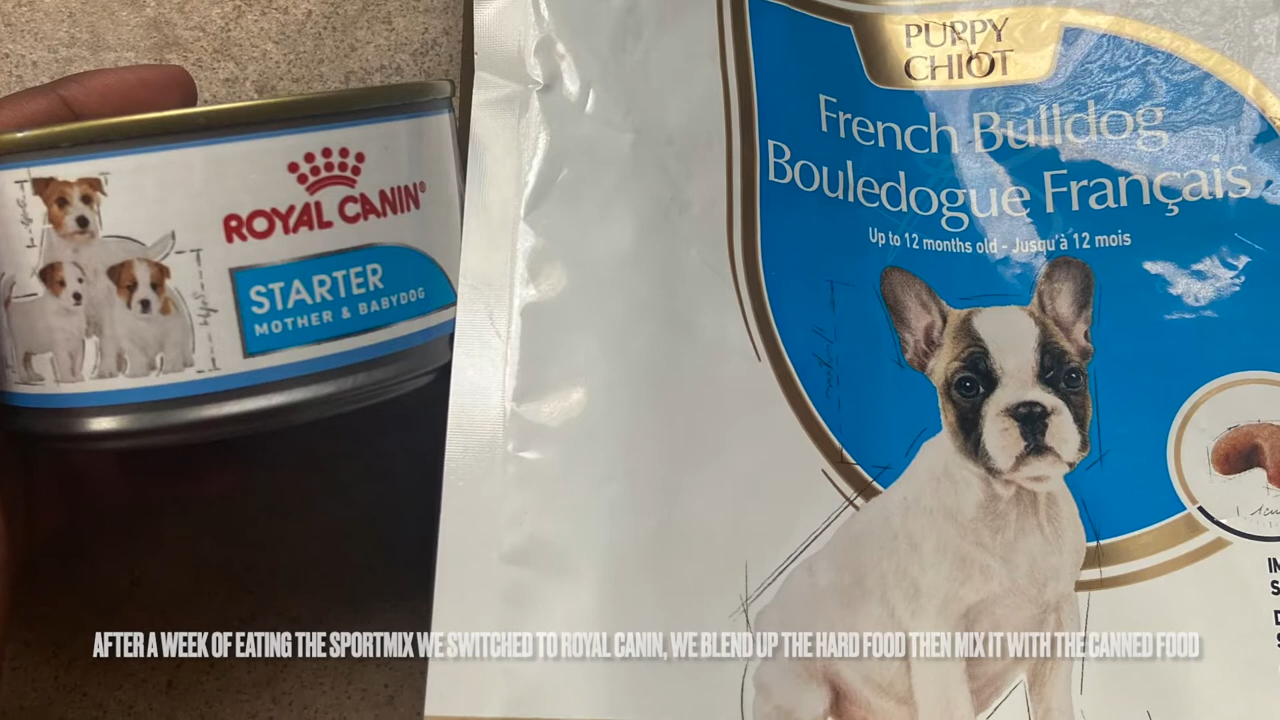 ROYAL CANIN®
STARTER
MOTHER & BABYDOG
PUPPY
CHIOT
French Bulldog
Bouledogue Français
Up to 12 months old - Jusqu'à 12 mois
AFTER A WEEK OF EATING THE SPORTMIX WE SWITCHED TO ROYAL CANIN, WE BLEND UP THE HARD FOOD THEN MIX IT WITH THE CANNED FOOD